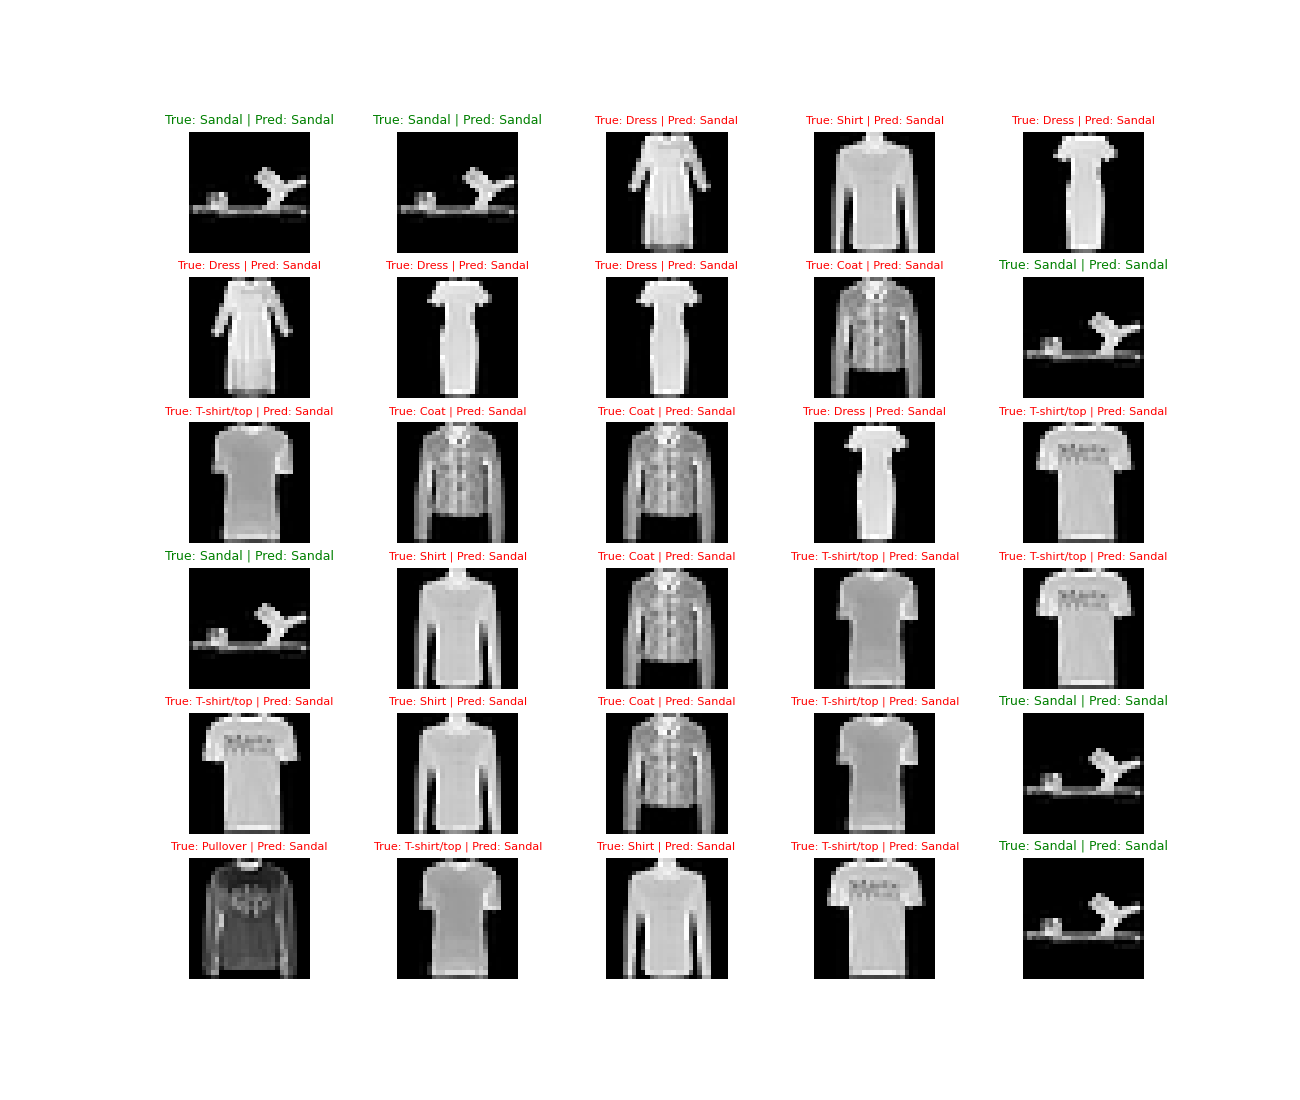 True: Sandal | Pred: Sandal
True: Sandal | Pred: Sandal
True: Dress | Pred: Sandal
True: Shirt | Pred: Sandal
True: Dress | Pred: Sandal
True: Dress | Pred: Sandal
True: Dress | Pred: Sandal
True: Dress | Pred: Sandal
True: Coat | Pred: Sandal
True: Sandal | Pred: Sandal
True: T-shirt/top | Pred: Sandal
True: Coat | Pred: Sandal
True: Coat | Pred: Sandal
True: Dress | Pred: Sandal
True: T-shirt/top | Pred: Sandal
True: Sandal | Pred: Sandal
True: Shirt | Pred: Sandal
True: Coat | Pred: Sandal
True: T-shirt/top | Pred: Sandal
True: T-shirt/top | Pred: Sandal
True: T-shirt/top | Pred: Sandal
True: Shirt | Pred: Sandal
True: Coat | Pred: Sandal
True: T-shirt/top | Pred: Sandal
True: Sandal | Pred: Sandal
True: Pullover | Pred: Sandal
True: T-shirt/top | Pred: Sandal
True: Shirt | Pred: Sandal
True: T-shirt/top | Pred: Sandal
True: Sandal | Pred: Sandal